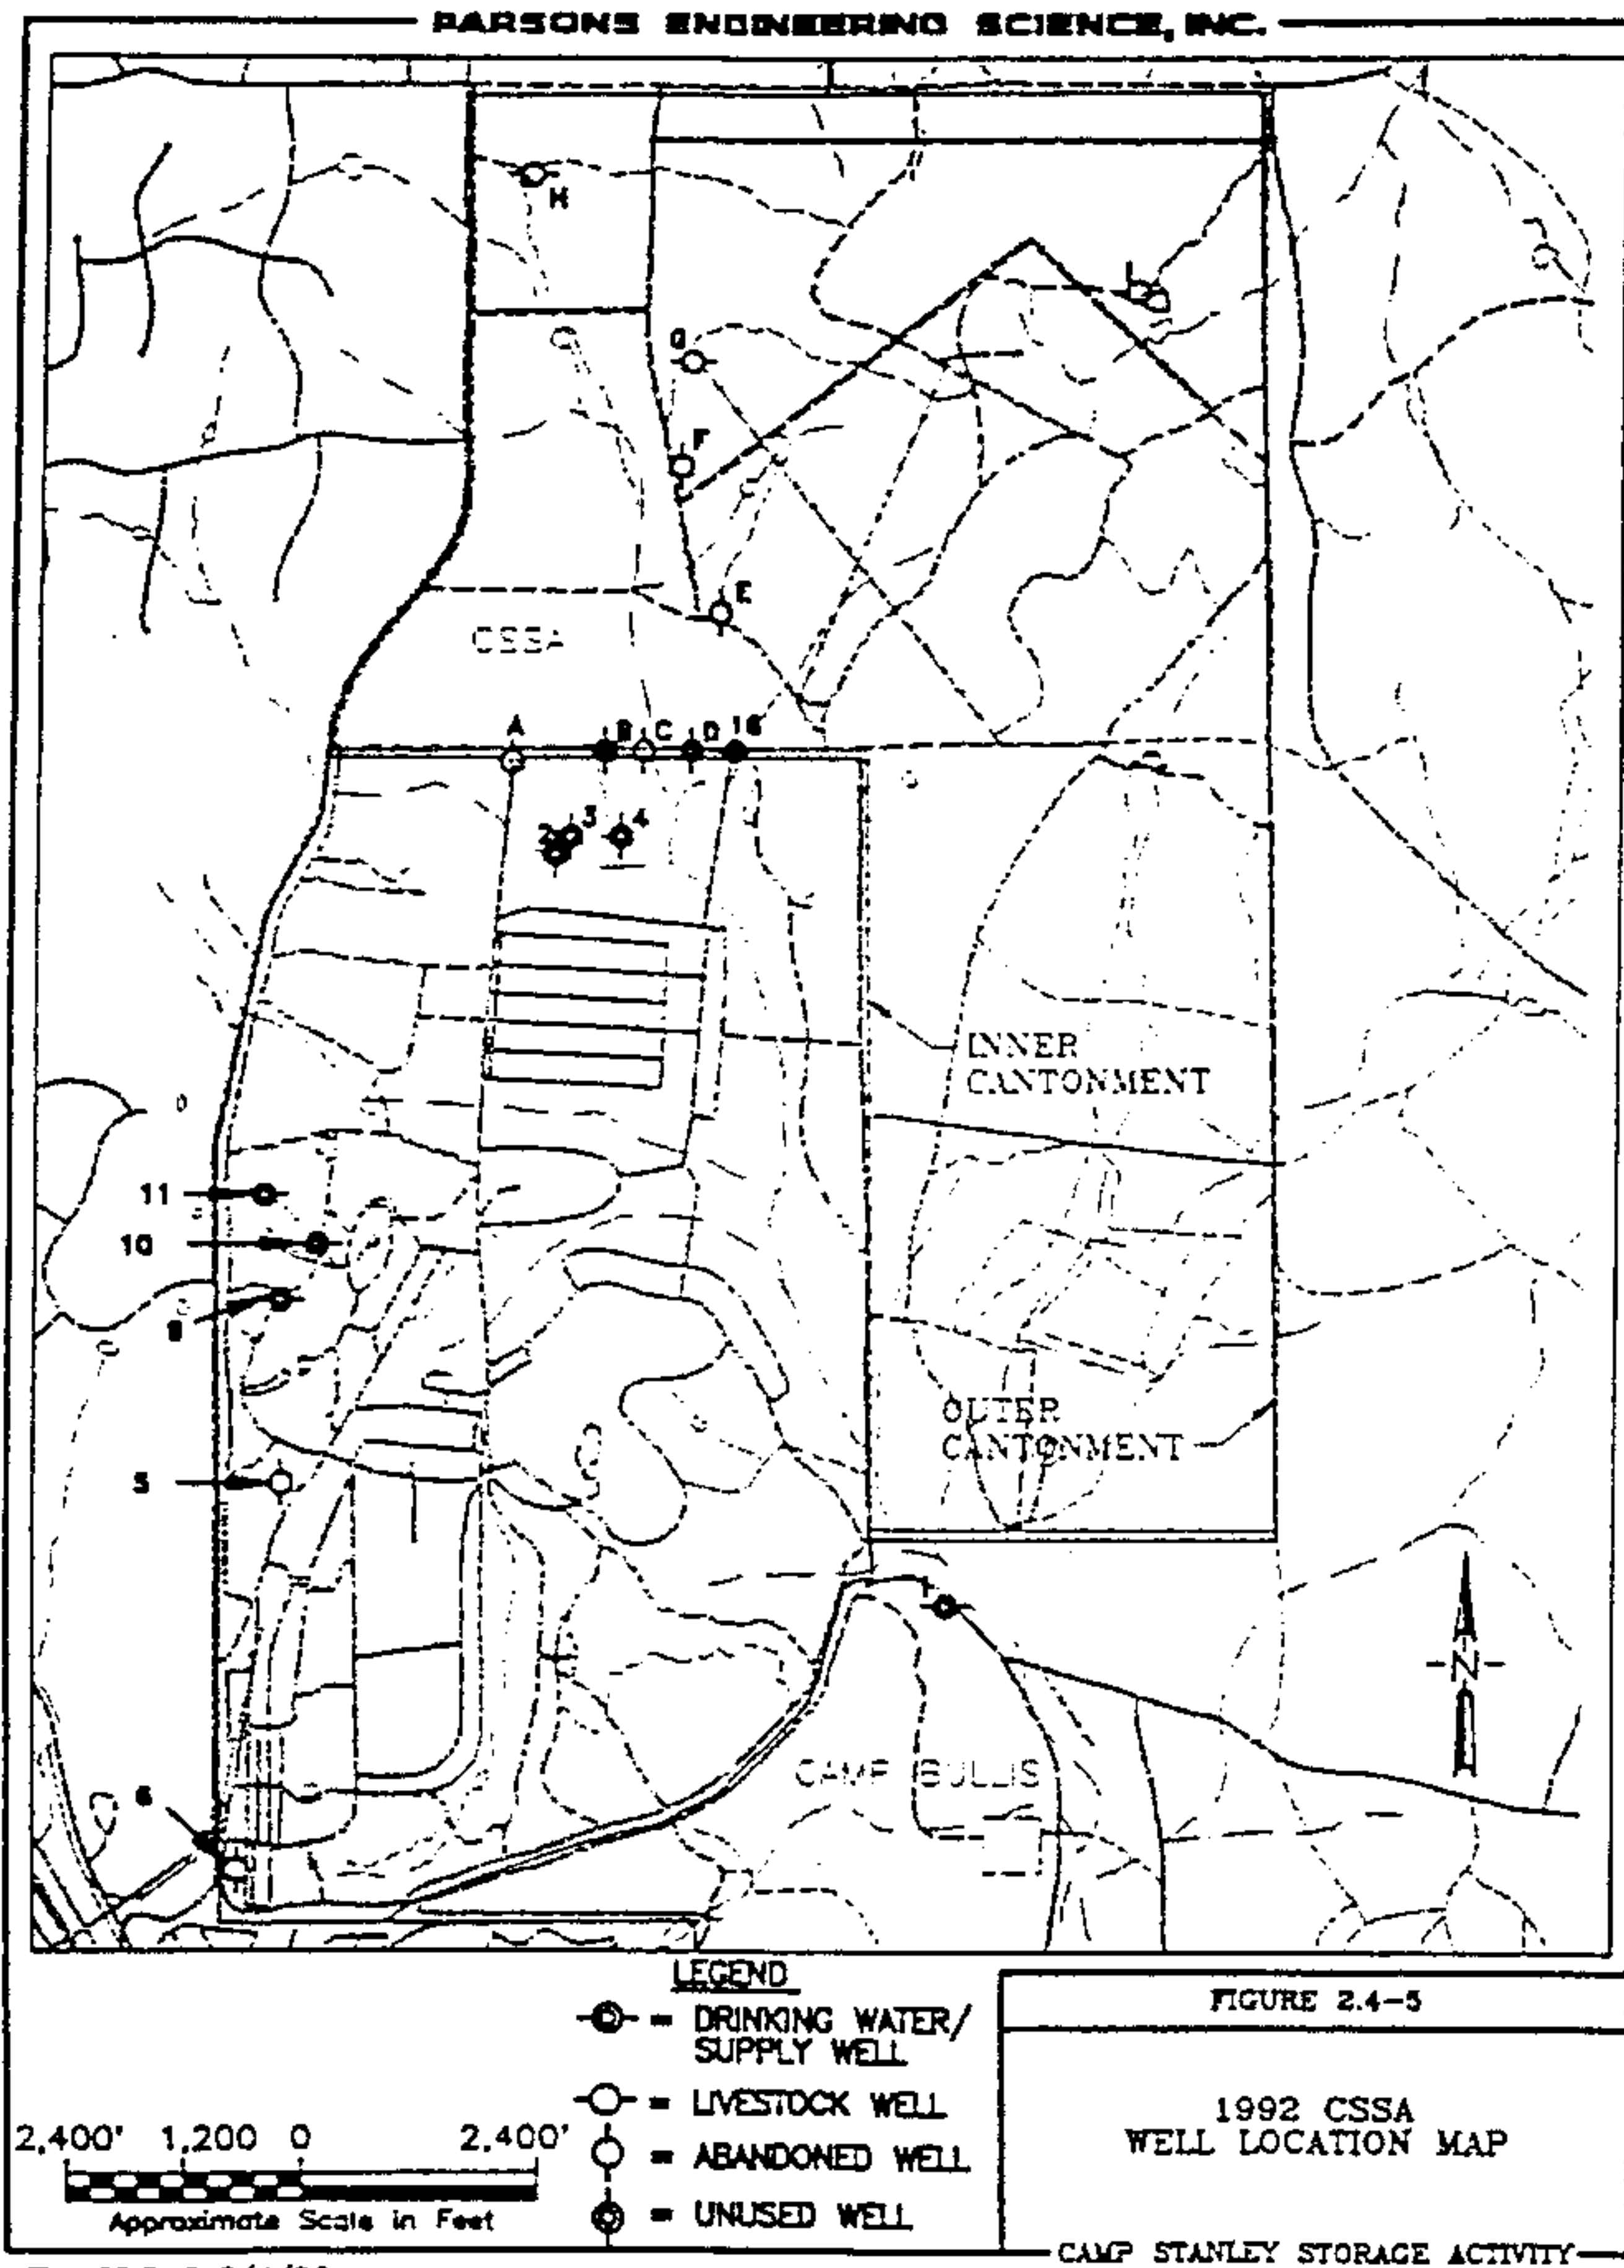 PARSONS ENGINEERING SCIENCE, INC.
H
G
F
E
CSSA
A
B
C
D
16
2
3
4
INNER
CANTONMENT
11
10
9
OUTER
CANTONMENT
5
N
CAMP BULLIS
6
LEGEND
= DRINKING WATER/
SUPPLY WELL
= LIVESTOCK WELL
= ABANDONED WELL
= UNUSED WELL
2,400' 1,200 0 2,400'
Approximate Scale in Feet
FIGURE 2.4-5
1992 CSSA
WELL LOCATION MAP
CAMP STANLEY STORAGE ACTIVITY